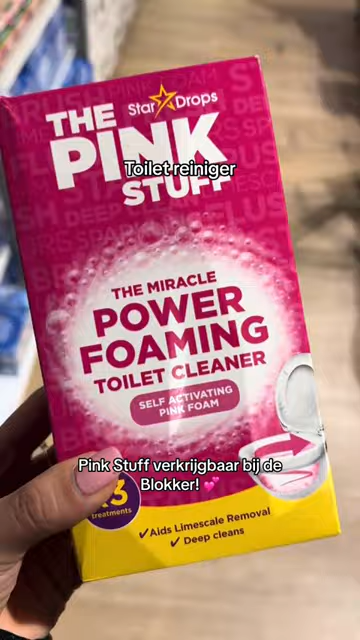 Star Drops
THE
PINK
STUFF
Toilet reiniger
THE MIRACLE
POWER
FOAMING
TOILET CLEANER
SELF ACTIVATING
PINK FOAM
Pink Stuff verkrijgbaar bij de
Blokker! 💕
3
treatments
✓Aids Limescale Removal
✓ Deep cleans